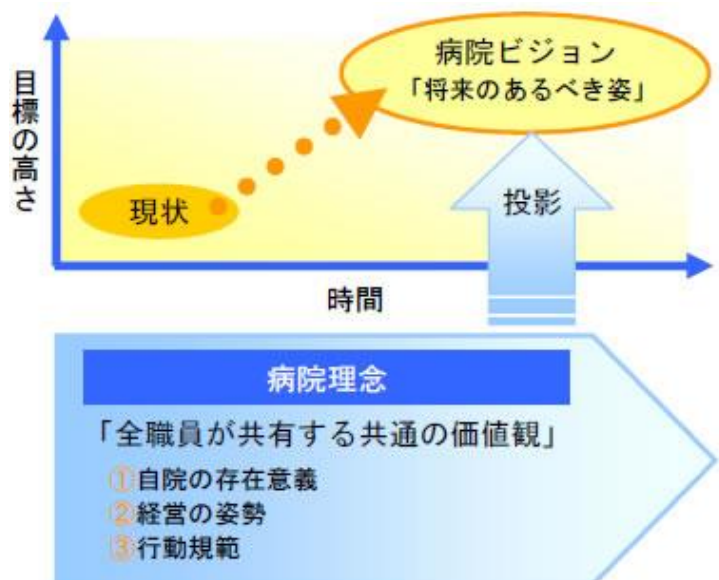 目標の高さ
病院ビジョン
「将来のあるべき姿」
現状
投影
時間
病院理念
「全職員が共有する共通の価値観」
①自院の存在意義
②経営の姿勢
③行動規範